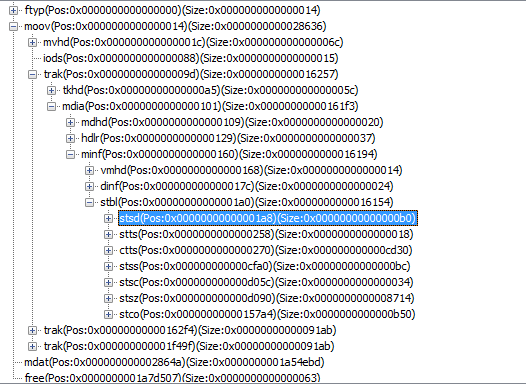 ftyp(Pos:0x0000000000000000)(Size:0x0000000000000014)
moov(Pos:0x0000000000000014)(Size:0x0000000000028636)
mvhd(Pos:0x000000000000001c)(Size:0x000000000000006c)
iods(Pos:0x0000000000000088)(Size:0x0000000000000015)
trak(Pos:0x000000000000009d)(Size:0x0000000000016257)
tkhd(Pos:0x00000000000000a5)(Size:0x000000000000005c)
mdia(Pos:0x0000000000000101)(Size:0x00000000000161f3)
mdhd(Pos:0x0000000000000109)(Size:0x0000000000000020)
hdlr(Pos:0x0000000000000129)(Size:0x0000000000000037)
minf(Pos:0x0000000000000160)(Size:0x0000000000016194)
vmhd(Pos:0x0000000000000168)(Size:0x0000000000000014)
dinf(Pos:0x000000000000017c)(Size:0x0000000000000024)
stbl(Pos:0x00000000000001a0)(Size:0x0000000000016154)
stsd(Pos:0x00000000000001a8)(Size:0x00000000000000b0)
stts(Pos:0x0000000000000258)(Size:0x0000000000000018)
ctts(Pos:0x0000000000000270)(Size:0x000000000000cd30)
stss(Pos:0x000000000000cfa0)(Size:0x00000000000000bc)
stsc(Pos:0x000000000000d05c)(Size:0x0000000000000034)
stsz(Pos:0x000000000000d090)(Size:0x0000000000008714)
stco(Pos:0x00000000000157a4)(Size:0x0000000000000b50)
trak(Pos:0x00000000000162f4)(Size:0x00000000000091ab)
trak(Pos:0x000000000001f49f)(Size:0x00000000000091ab)
mdat(Pos:0x000000000002864a)(Size:0x0000000001a54ebd)
free(Pos:0x0000000001a7d507)(Size:0x0000000000000063)